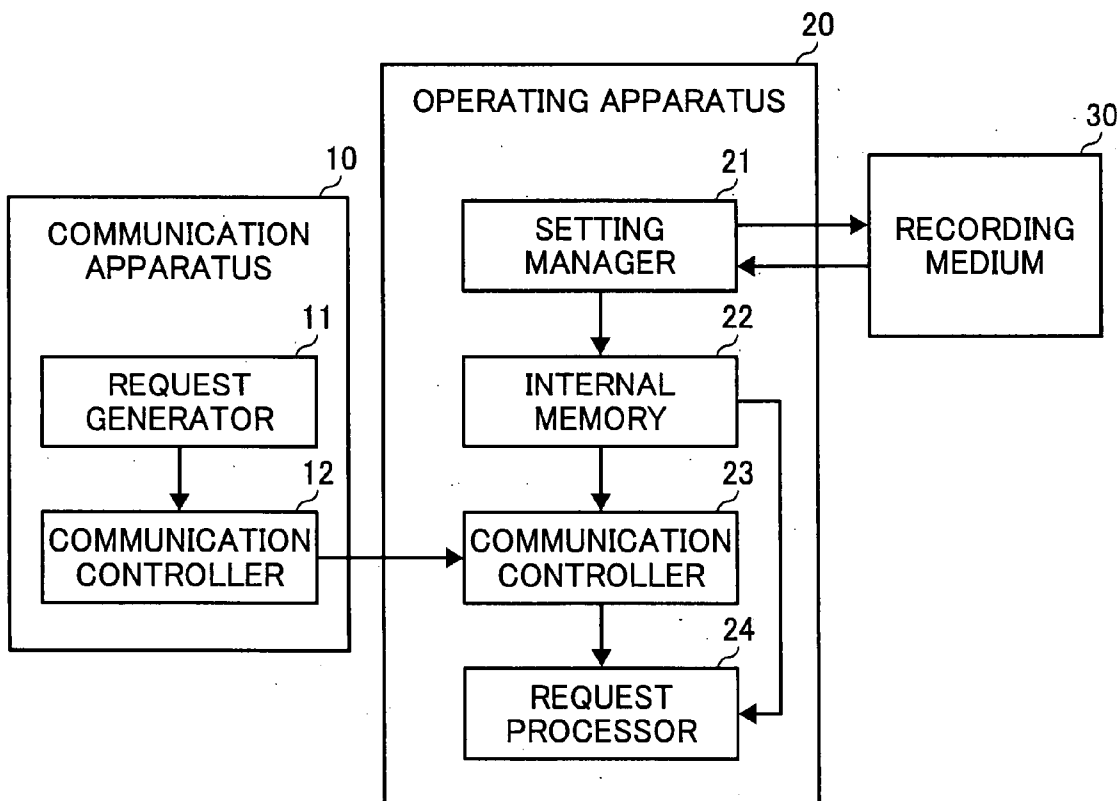 20
OPERATING APPARATUS
30
RECORDING
MEDIUM
21
SETTING
MANAGER
10
COMMUNICATION
APPARATUS
11
REQUEST
GENERATOR
22
INTERNAL
MEMORY
12
COMMUNICATION
CONTROLLER
23
COMMUNICATION
CONTROLLER
24
REQUEST
PROCESSOR